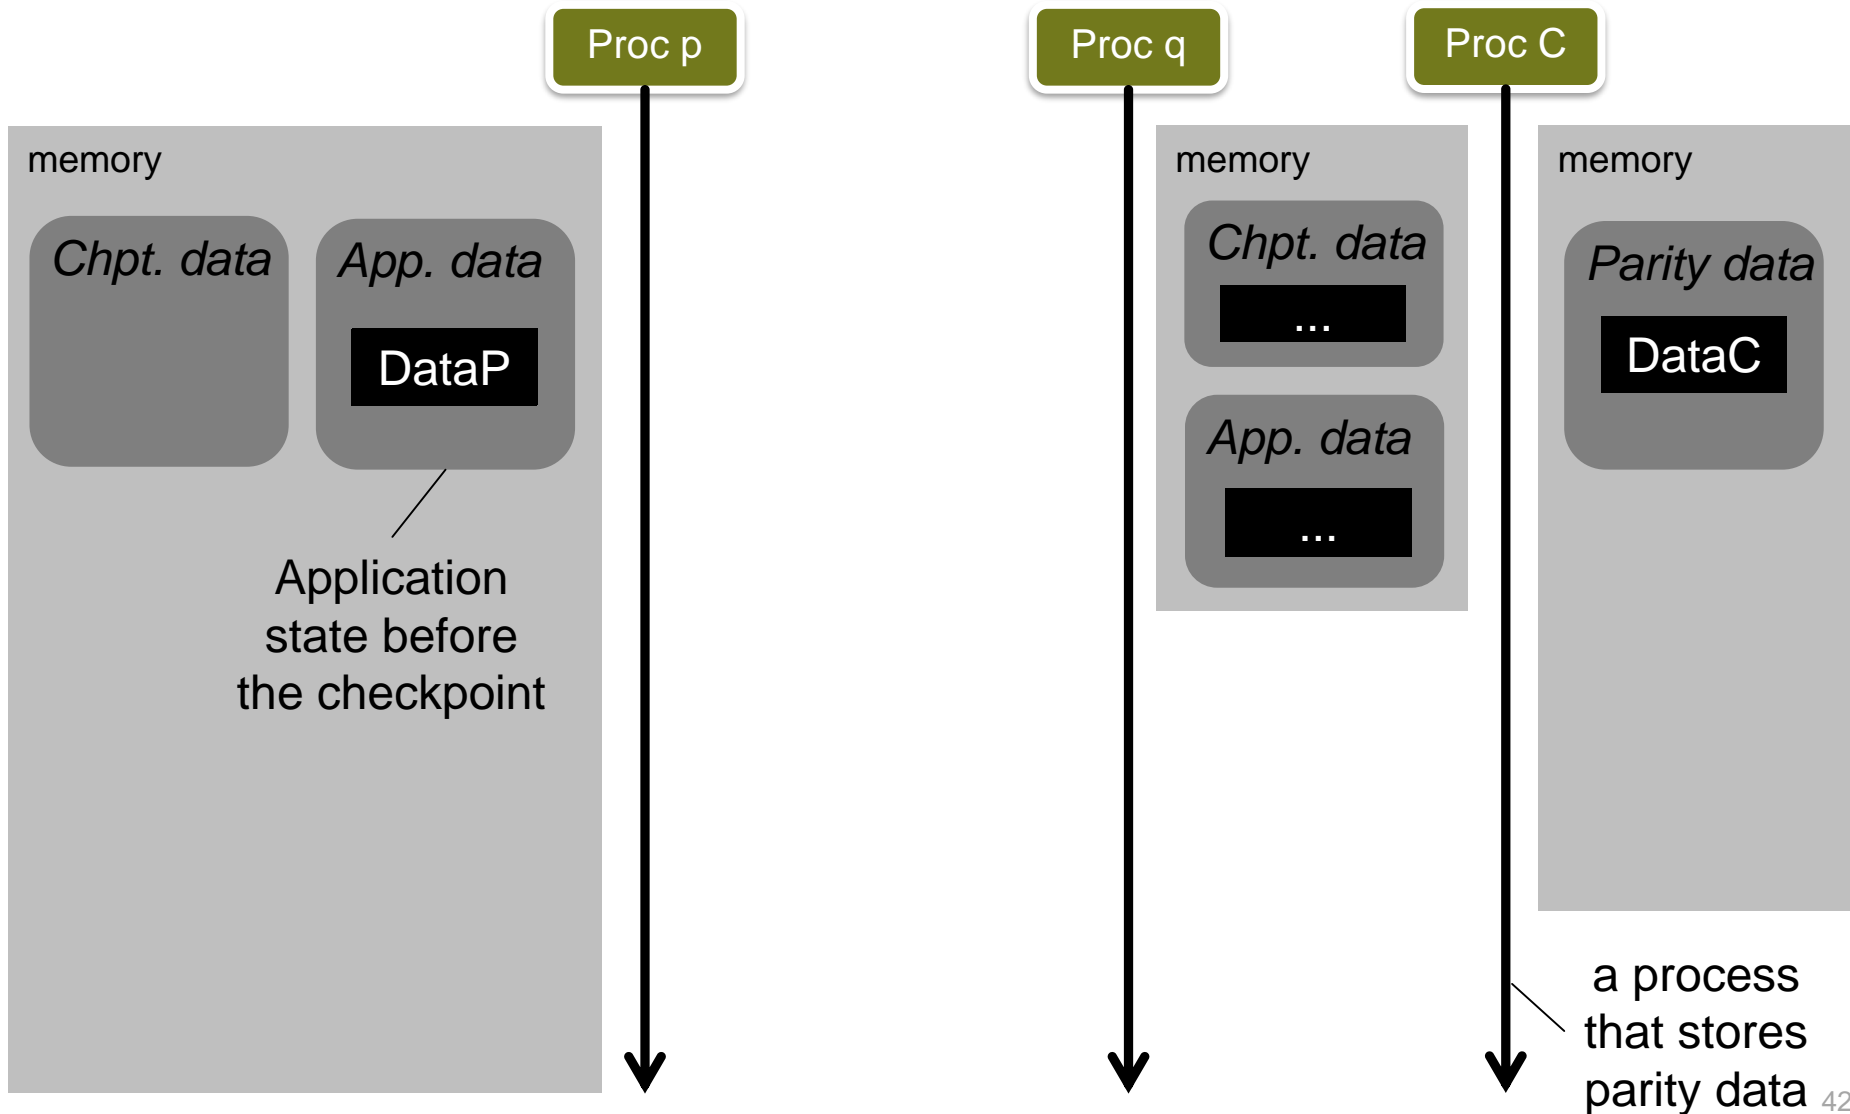 Proc p
Proc q
Proc C
memory
Chpt. data
App. data
DataP
Application
state before
the checkpoint
memory
Chpt. data
...
App. data
...
memory
Parity data
DataC
a process
that stores
parity data
42